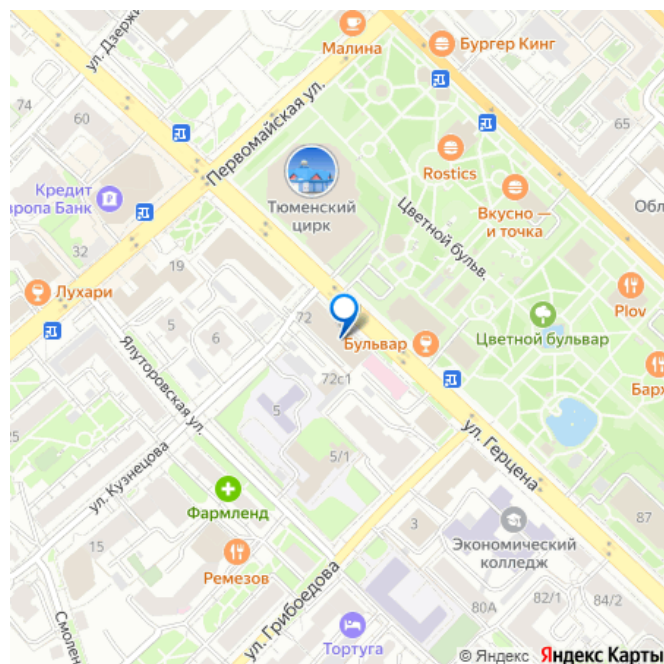 ул. Дзержи
Малина
Бургер Кинг
74
60
65
Первомайская ул.
Rostics
Кредит
вропа Банк
Тюменский
цирк
Цветной бульв.
Вкусно —
и точка
Обл
32
19
Лухари
72
Plov
5
6
Бульвар
Цветной бульвар
Ялуторовская ул.
72с1
Барх
5
ул. Герцена
25
5/1
ул. Кузнецова
Фармленд
3
87
15
Экономический
колледж
Ремезов
ул. Грибоедова
Смолен
80А
82/1
84/2
Тортуга
© Яндекс Яндекс Карты